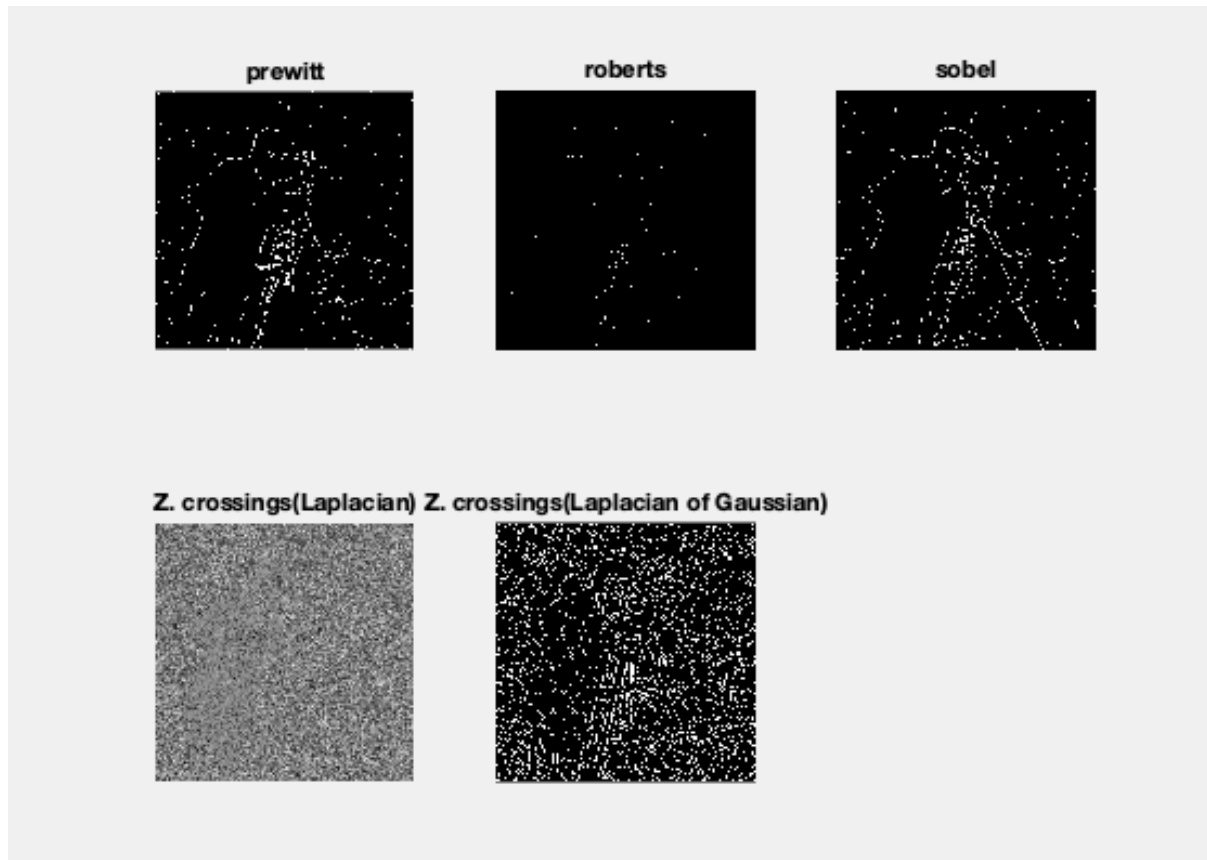 prewitt
roberts
sobel
Z. crossings(Laplacian)
Z. crossings(Laplacian of Gaussian)